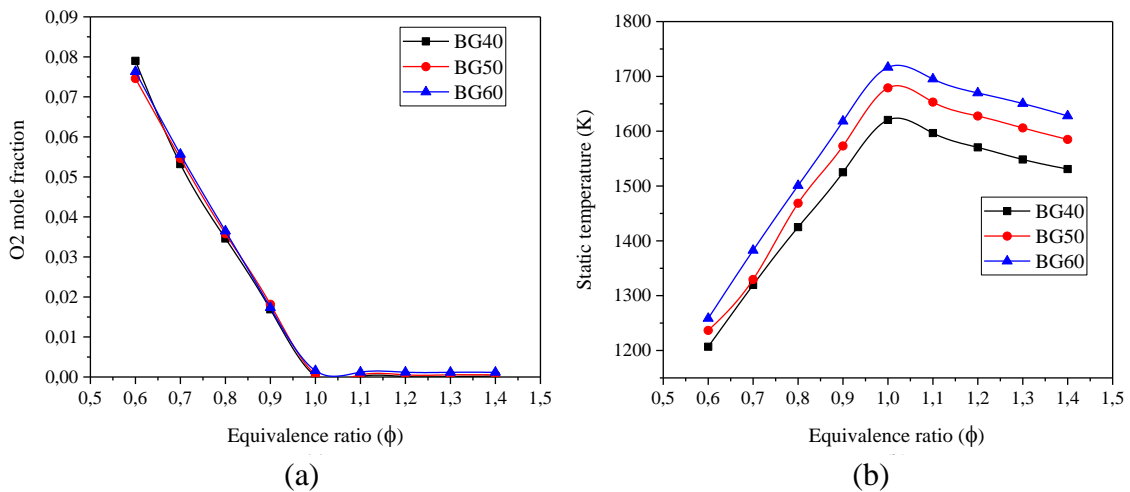 0,09
0,08
0,07
0,06
0,05
0,04
0,03
0,02
0,01
0,00
O2 mole fraction
BG40
BG50
BG60
0,5 0,6 0,7 0,8 0,9 1,0 1,1 1,2 1,3 1,4 1,5
Equivalence ratio (ϕ)
(a)
1800
1700
1600
1500
1400
1300
1200
Static temperature (K)
BG40
BG50
BG60
0,5 0,6 0,7 0,8 0,9 1,0 1,1 1,2 1,3 1,4 1,5
Equivalence ratio (ϕ)
(b)